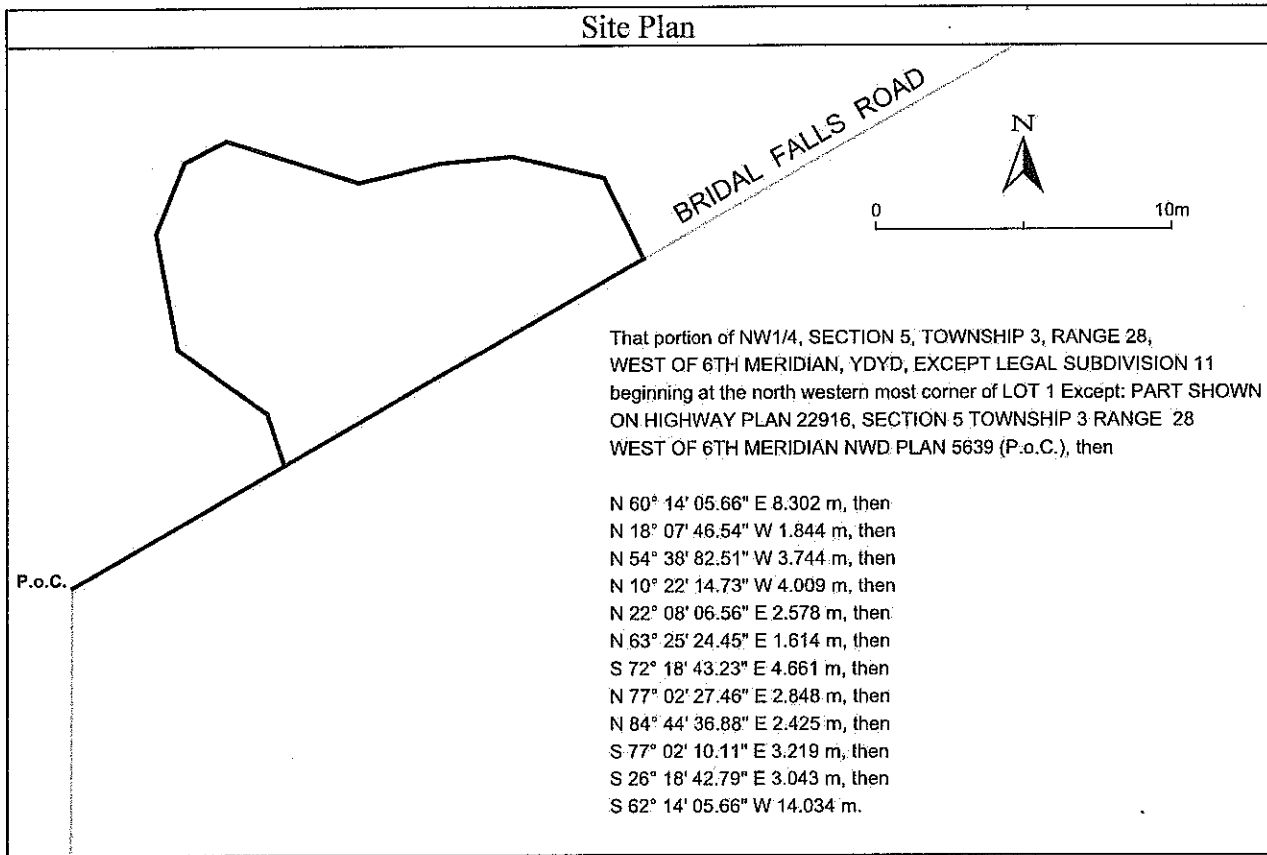 Site Plan
BRIDAL FALLS ROAD
N
0 10m
That portion of NW1/4, SECTION 5, TOWNSHIP 3, RANGE 28,
WEST OF 6TH MERIDIAN, YDYD, EXCEPT LEGAL SUBDIVISION 11
beginning at the north western most corner of LOT 1 Except: PART SHOWN
ON HIGHWAY PLAN 22916, SECTION 5 TOWNSHIP 3 RANGE 28
WEST OF 6TH MERIDIAN NWD PLAN 5639 (P.o.C.), then
N 60° 14' 05.66" E 8.302 m, then
N 18° 07' 46.54" W 1.844 m, then
N 54° 38' 82.51" W 3.744 m, then
N 10° 22' 14.73" W 4.009 m, then
N 22° 08' 06.56" E 2.578 m, then
N 63° 25' 24.45" E 1.614 m, then
S 72° 18' 43.23" E 4.661 m, then
N 77° 02' 27.46" E 2.848 m, then
N 84° 44' 36.88" E 2.425 m, then
S 77° 02' 10.11" E 3.219 m, then
S 26° 18' 42.79" E 3.043 m, then
S 62° 14' 05.66" W 14.034 m.
P.o.C.